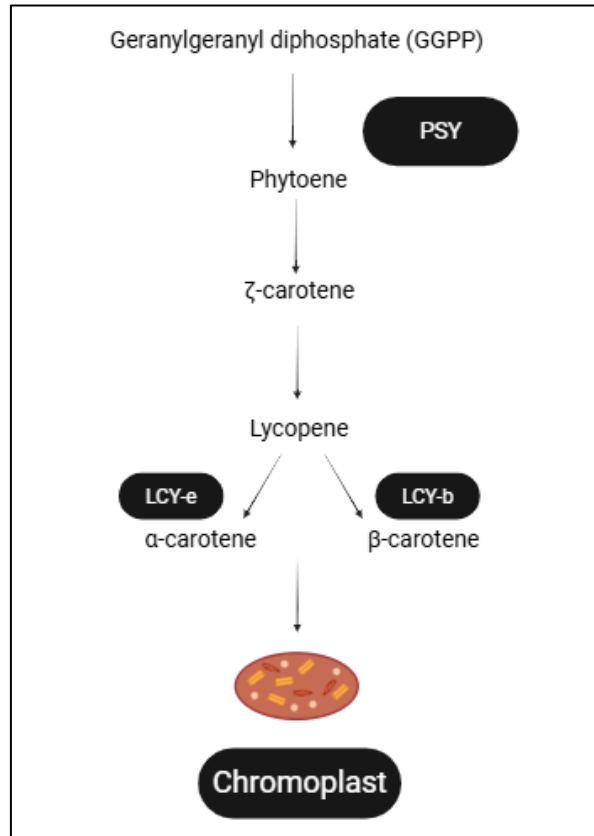 Geranylgeranyl diphosphate (GGPP)
PSY
Phytoene
ζ-carotene
Lycopene
LCY-e
LCY-b
α-carotene
β-carotene
Chromoplast